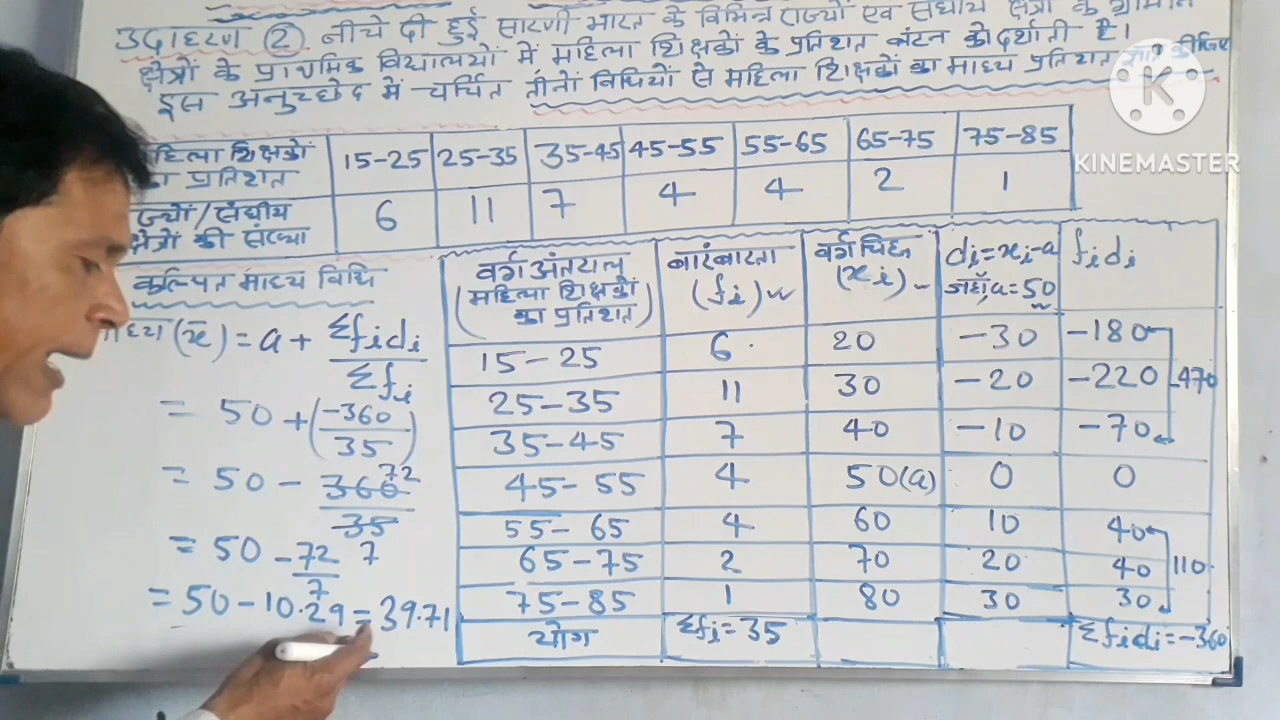 उदाहरण ② नीचे दी हुई सारणी भारत के विभिन्न राज्यों एवं संघीय क्षेत्रों के ग्रामीण
क्षेत्रों के प्राथमिक विद्यालयों में महिला शिक्षकों के प्रतिशत बंटन को दर्शाती है।
इस अनुच्छेद में चर्चित तीनों विधियों से महिला शिक्षकों का माध्य प्रतिशत ज्ञात कीजिए
K
KINEMASTER
महिला शिक्षकों का प्रतिशत 15-25 25-35 35-45 45-55 55-65 65-75 75-85
राज्यों/संघीय क्षेत्रों की संख्या 6 11 7 4 4 2 1
कल्पित माध्य विधि
माध्य (x̄) = a + Σfidi / Σfi
= 50 + (-360/35)
= 50 - 360/35 72
= 50 - 72/7 7
= 50 - 10.29 = 39.71
वर्ग अंतराल (महिला शिक्षकों का प्रतिशत) बारंबारता (fi) वर्ग चिह्न (xi) di = xi - a जहाँ, a = 50 fidi
15-25 6 20 -30 -180
25-35 11 30 -20 -220 -470
35-45 7 40 -10 -70
45-55 4 50(a) 0 0
55-65 4 60 10 40
65-75 2 70 20 40 110
75-85 1 80 30 30
योग Σfi = 35 Σfidi = -360